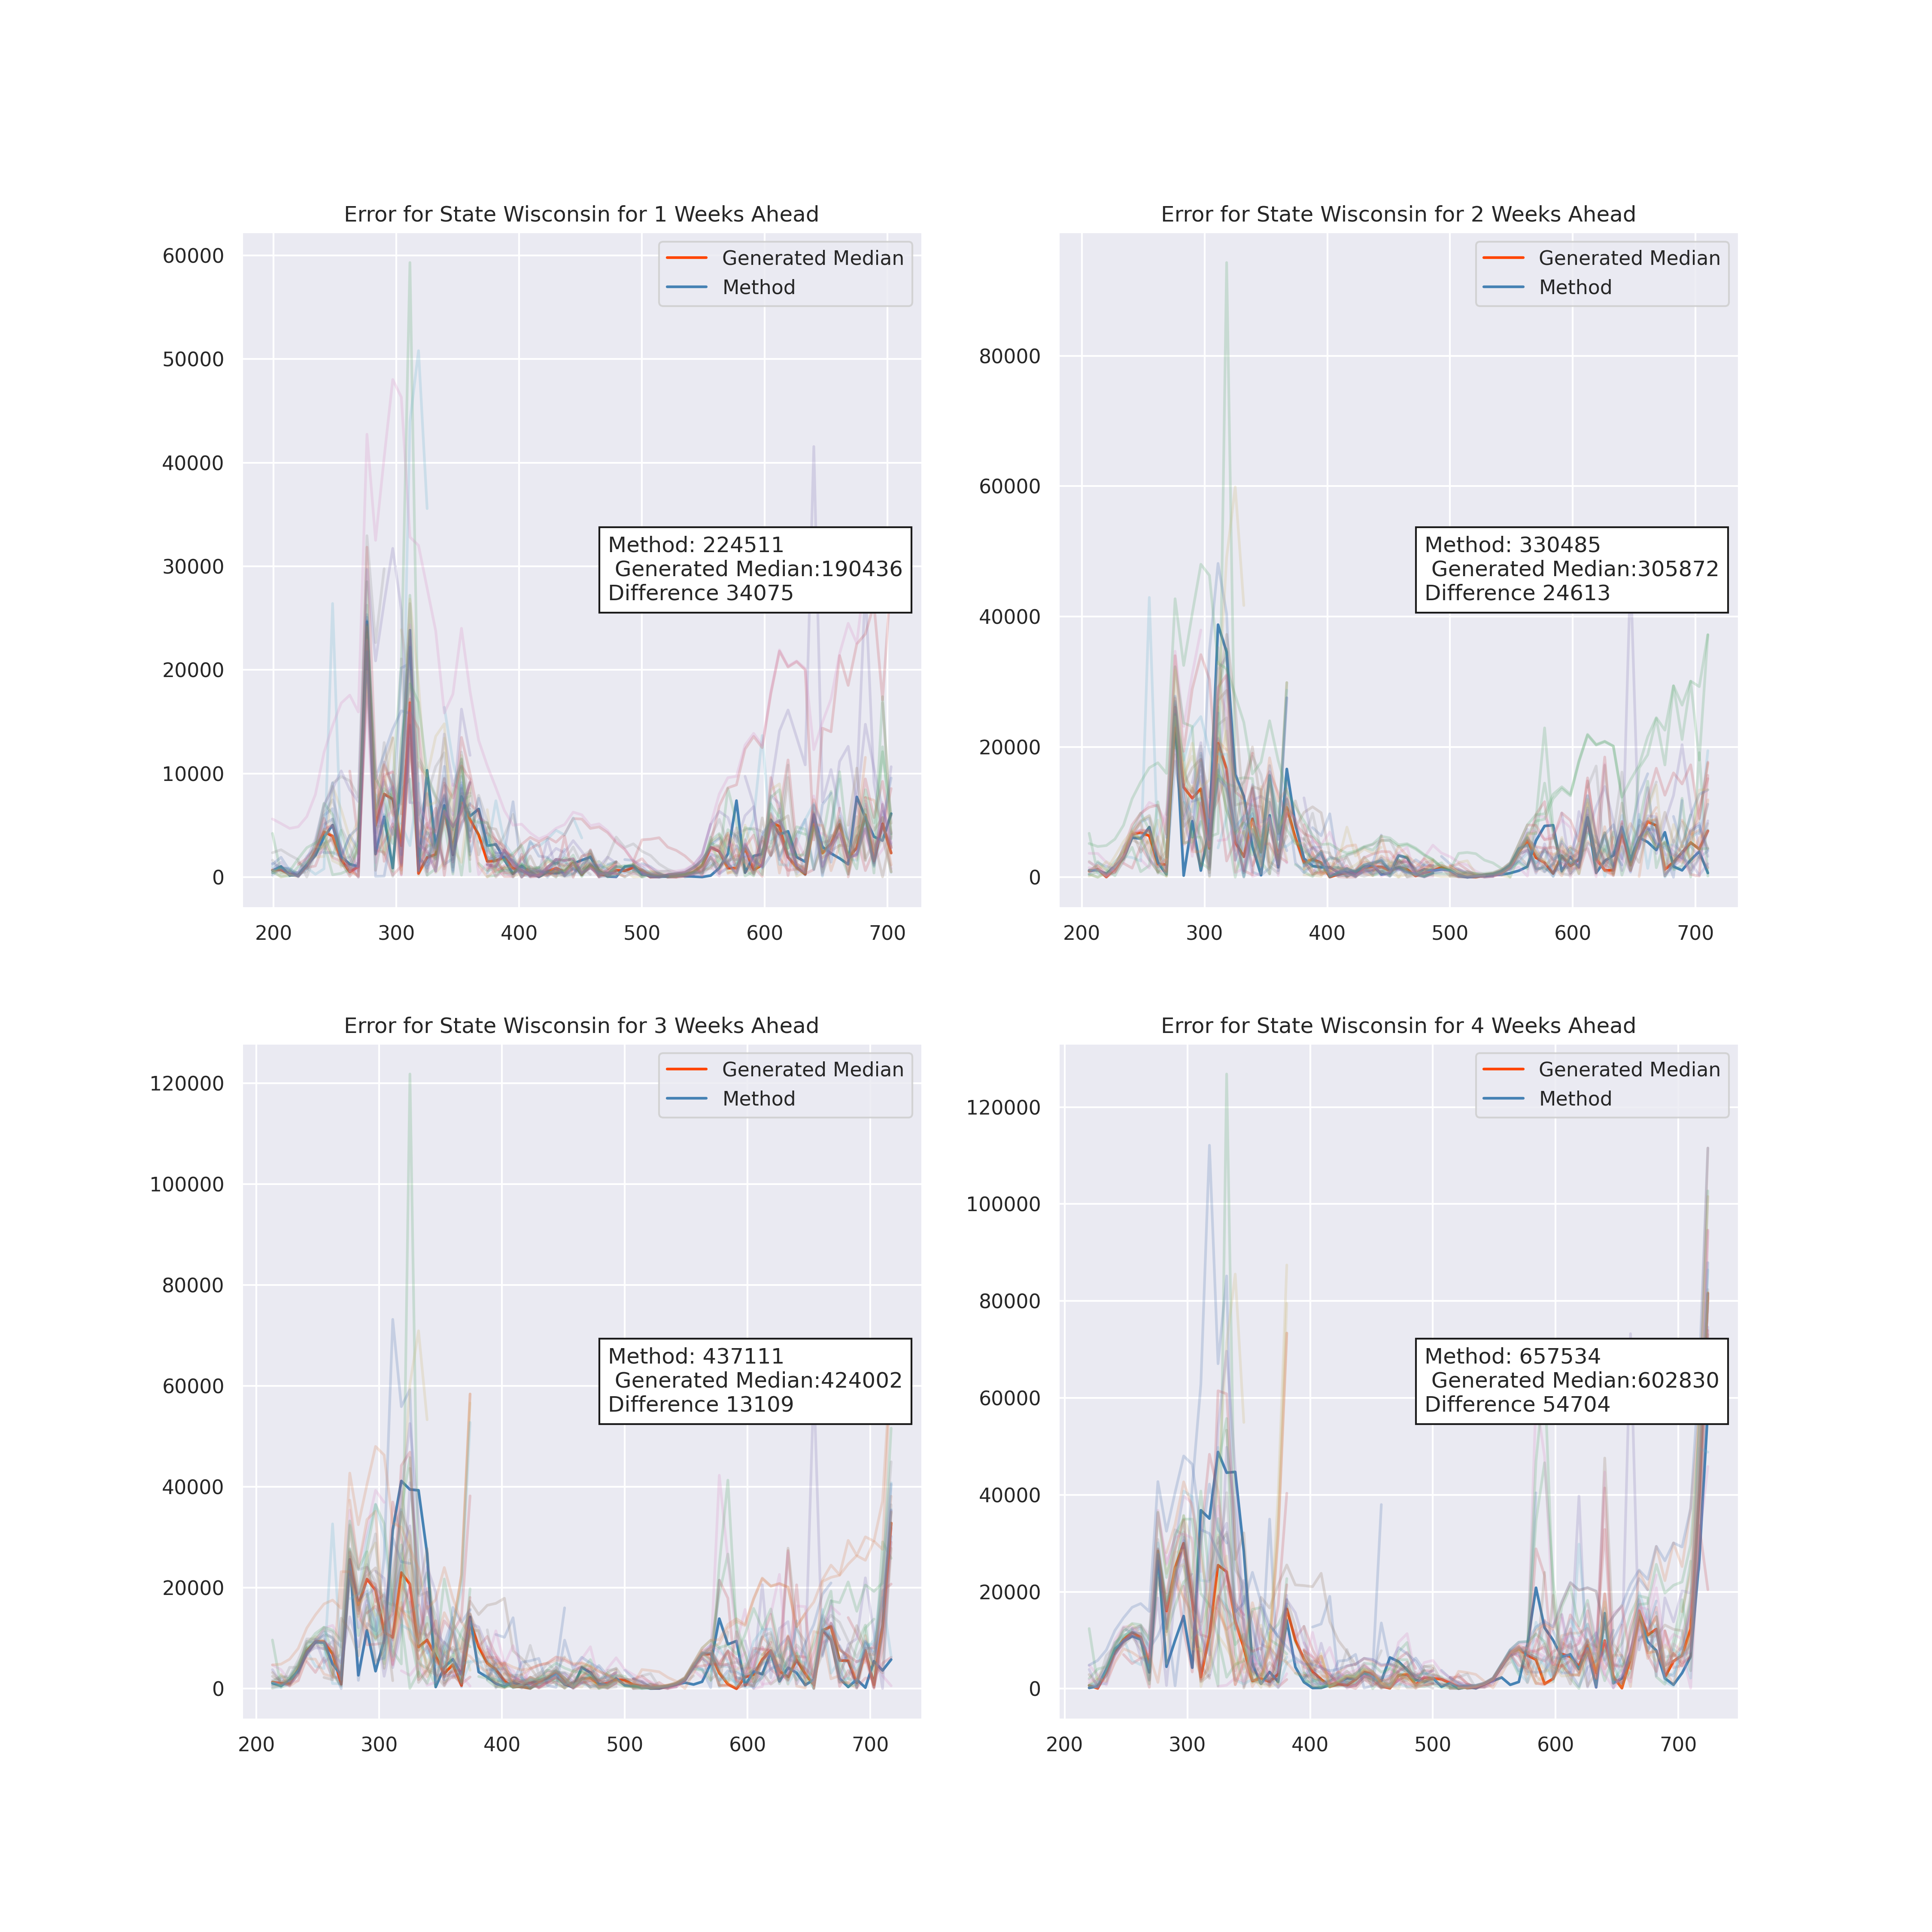 Error for State Wisconsin for 1 Weeks Ahead
60000
50000
40000
30000
20000
10000
0
200 300 400 500 600 700
Generated Median
Method
Method: 224511
Generated Median:190436
Difference 34075
Error for State Wisconsin for 2 Weeks Ahead
80000
60000
40000
20000
0
200 300 400 500 600 700
Generated Median
Method
Method: 330485
Generated Median:305872
Difference 24613
Error for State Wisconsin for 3 Weeks Ahead
120000
100000
80000
60000
40000
20000
0
200 300 400 500 600 700
Generated Median
Method
Method: 437111
Generated Median:424002
Difference 13109
Error for State Wisconsin for 4 Weeks Ahead
120000
100000
80000
60000
40000
20000
0
200 300 400 500 600 700
Generated Median
Method
Method: 657534
Generated Median:602830
Difference 54704